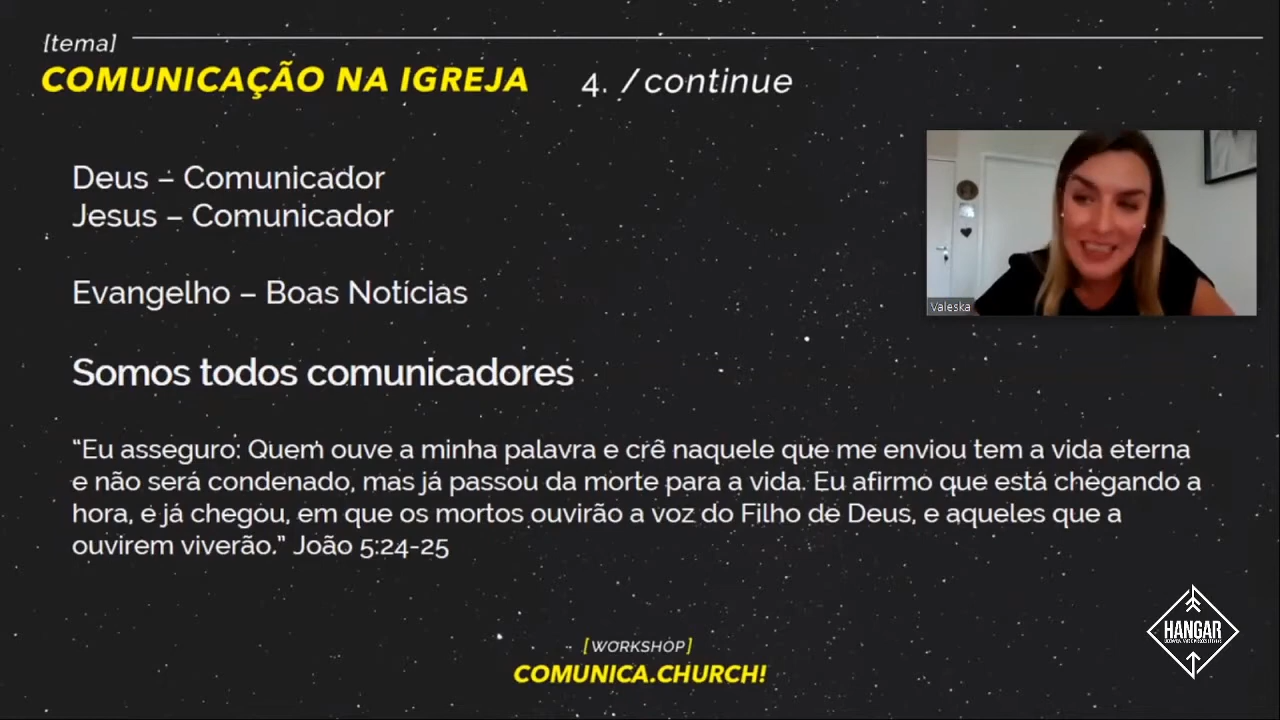 [tema]
COMUNICAÇÃO NA IGREJA 4. /continue
Deus – Comunicador
Jesus – Comunicador
Evangelho – Boas Notícias
Valeska
Somos todos comunicadores
“Eu asseguro: Quem ouve a minha palavra e crê naquele que me enviou tem a vida eterna
e não será condenado, mas já passou da morte para a vida. Eu afirmo que está chegando a
hora, e já chegou, em que os mortos ouvirão a voz do Filho de Deus, e aqueles que a
ouvirem viverão.” João 5:24-25
HANGAR
[WORKSHOP]
COMUNICA.CHURCH!